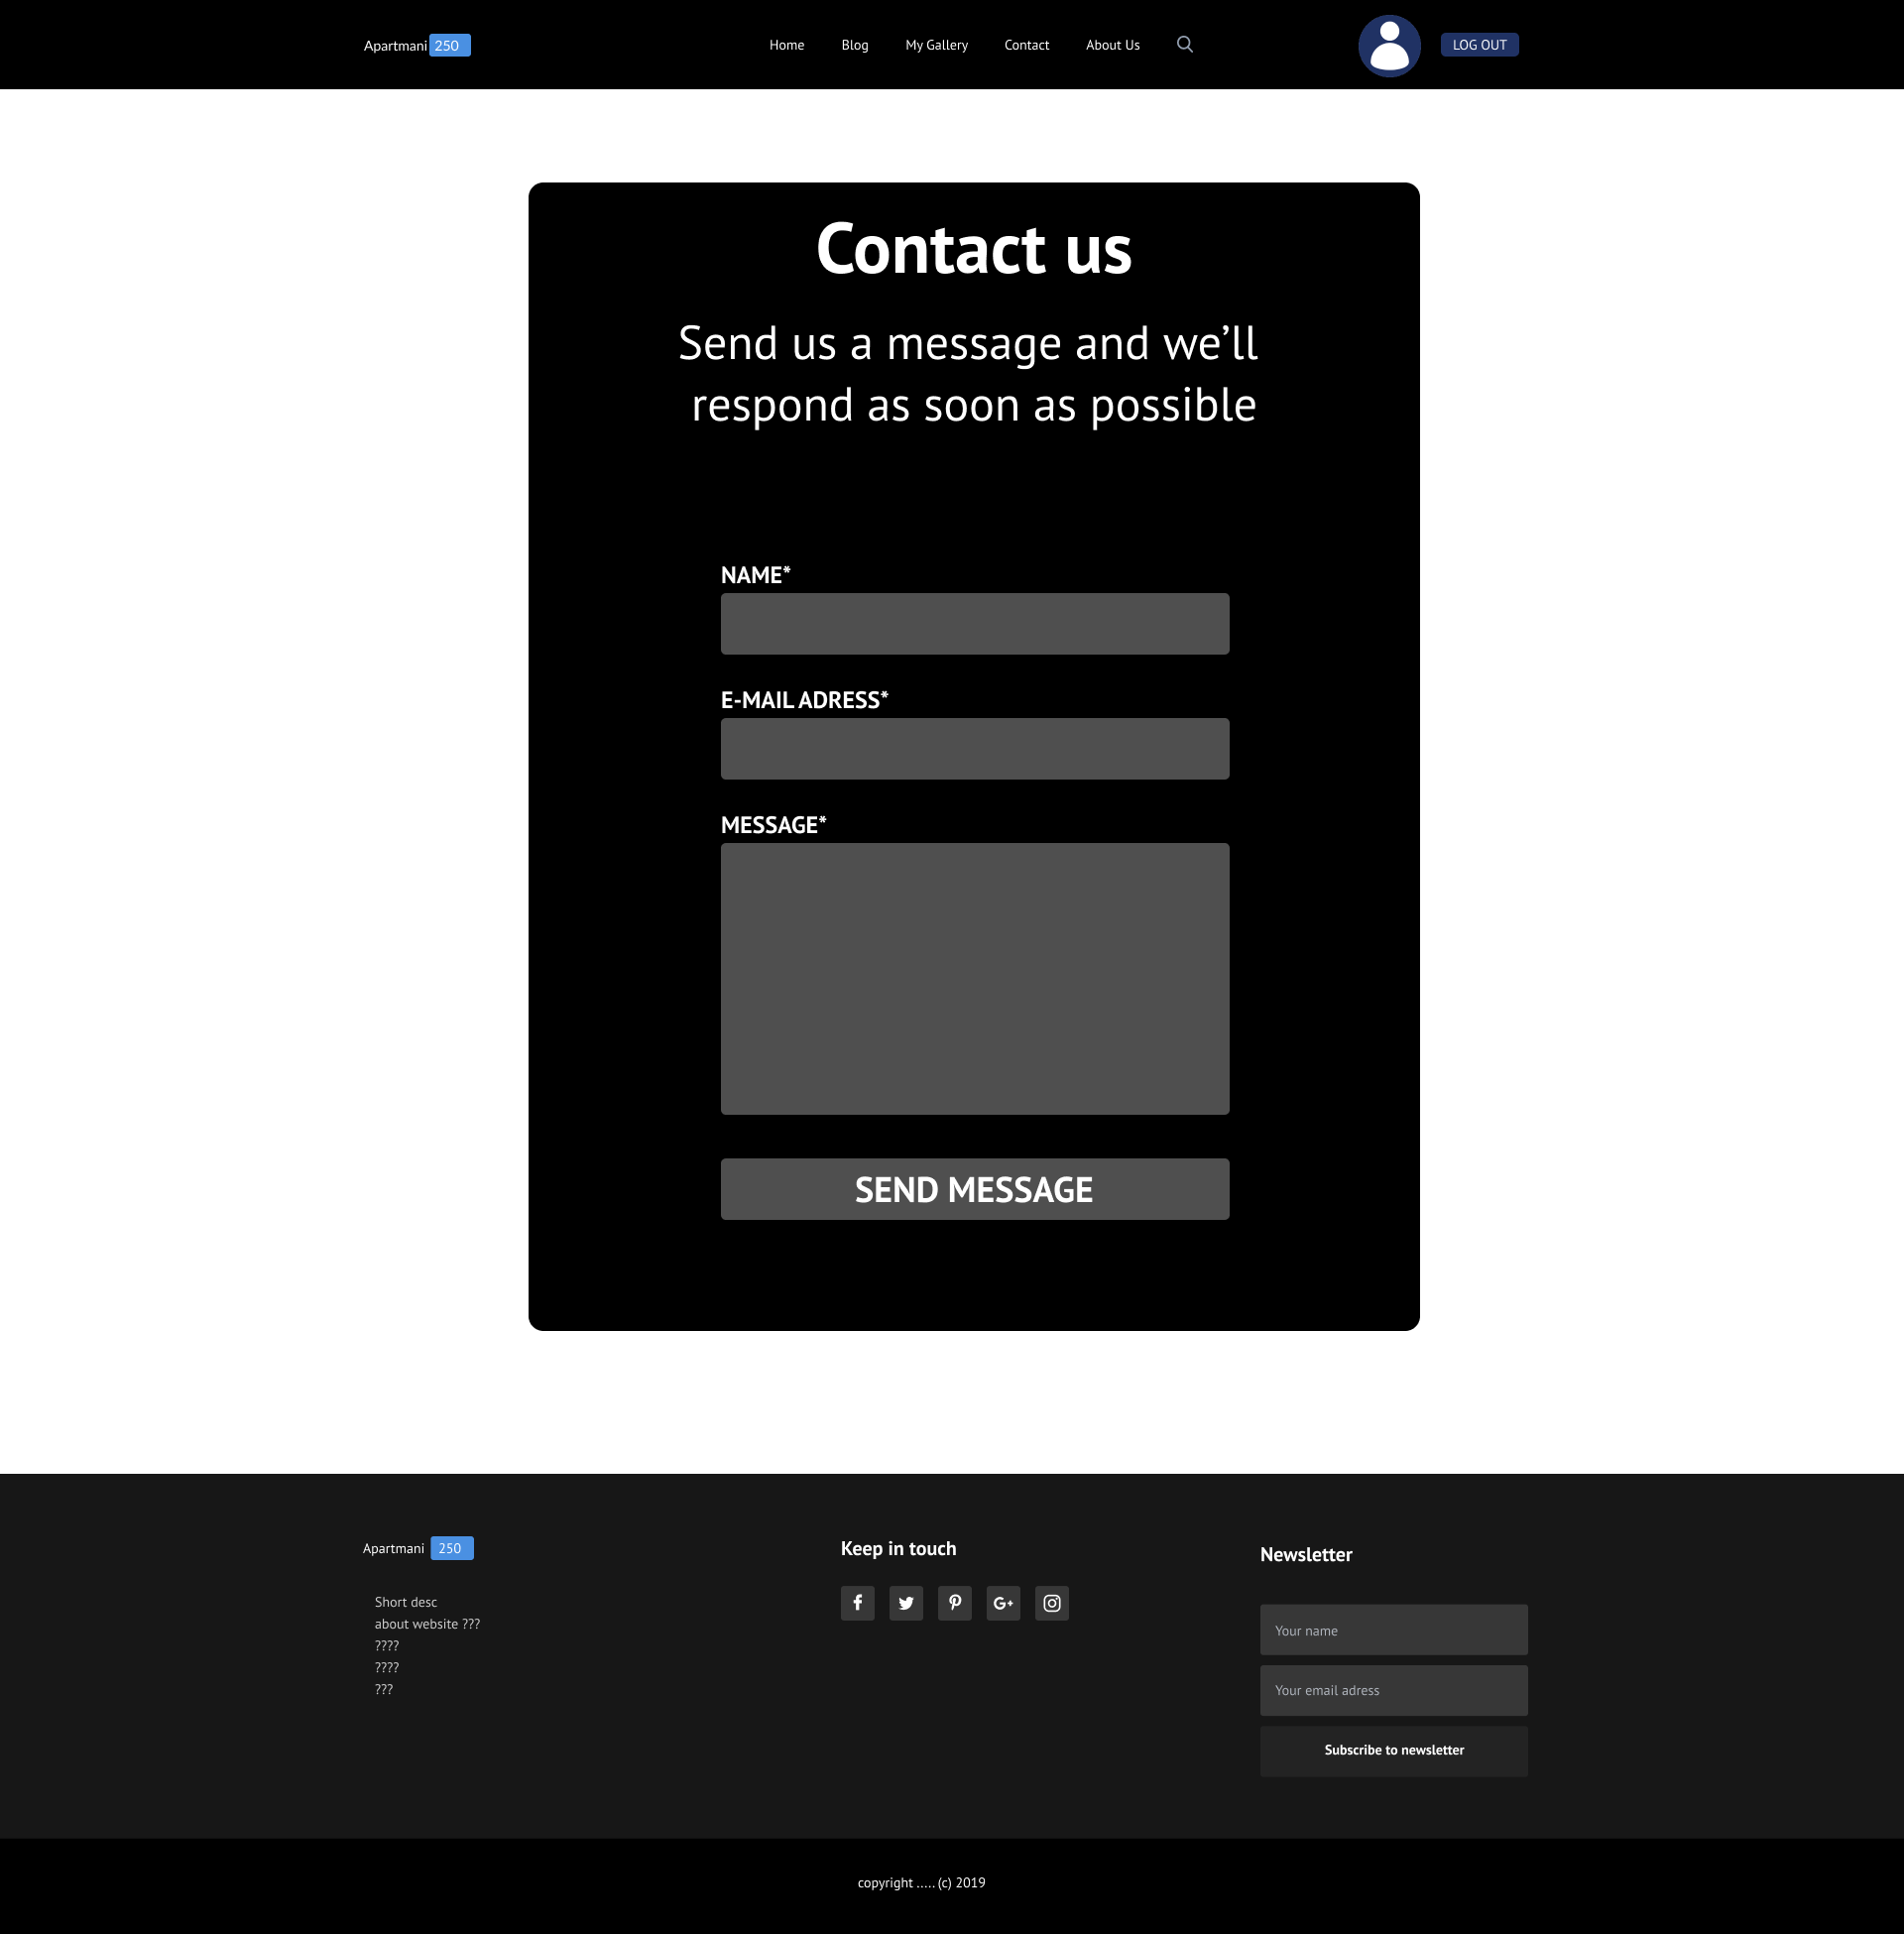 Apartmani 250
Home Blog My Gallery Contact About Us
LOG OUT
Contact us
Send us a message and we’ll
respond as soon as possible
NAME*
E-MAIL ADRESS*
MESSAGE*
SEND MESSAGE
Apartmani 250
Short desc
about website ???
????
????
???
Keep in touch
Newsletter
Your name
Your email adress
Subscribe to newsletter
copyright ..... (c) 2019